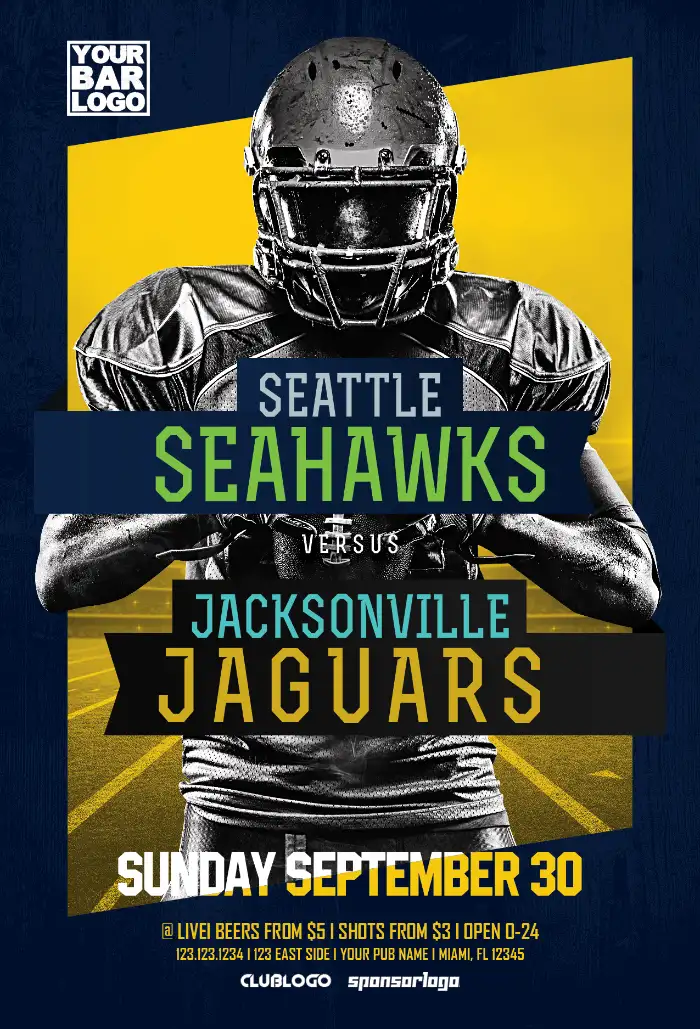 YOUR
BAR
LOGO
SEATTLE
SEAHAWKS
VERSUS
JACKSONVILLE
JAGUARS
SUNDAY SEPTEMBER 30
@ LIVE! BEERS FROM $5 | SHOTS FROM $3 | OPEN 0-24
123.123.1234 | 123 EAST SIDE | YOUR PUB NAME | MIAMI, FL 12345
CLUBLOGO sponsorlogo